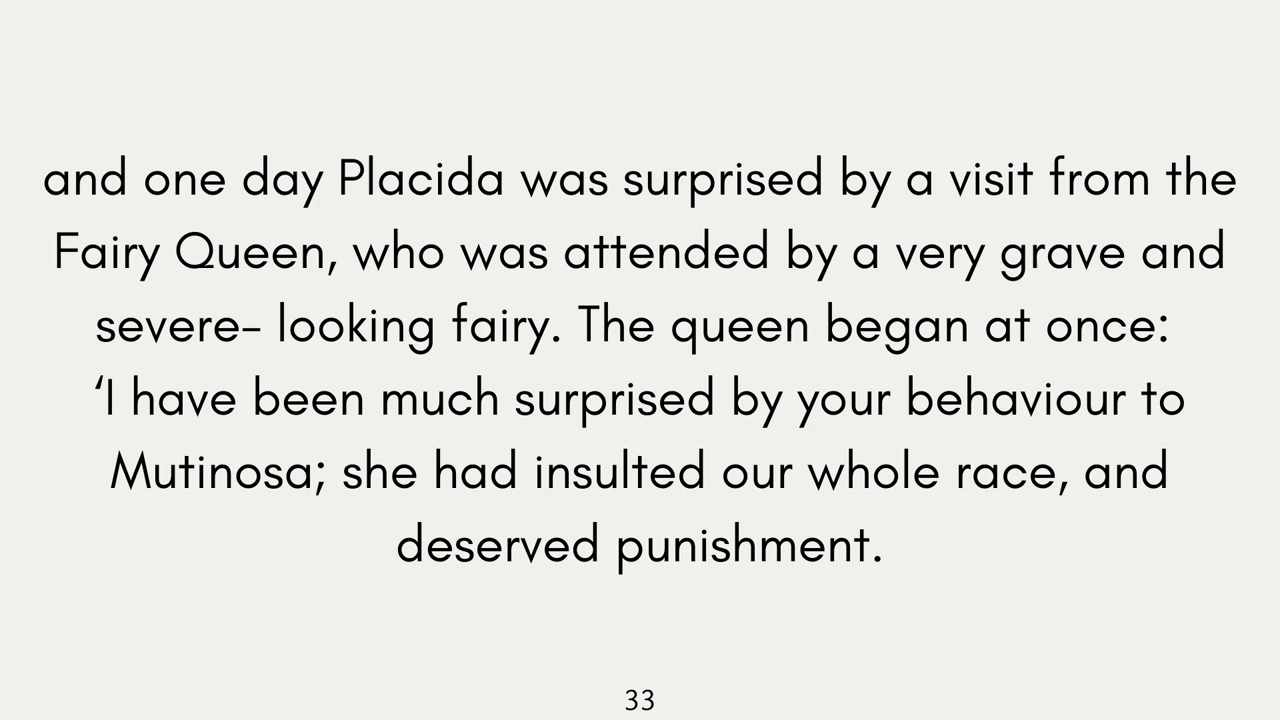 and one day Placida was surprised by a visit from the
Fairy Queen, who was attended by a very grave and
severe– looking fairy. The queen began at once:
‘I have been much surprised by your behaviour to
Mutinosa; she had insulted our whole race, and
deserved punishment.
33